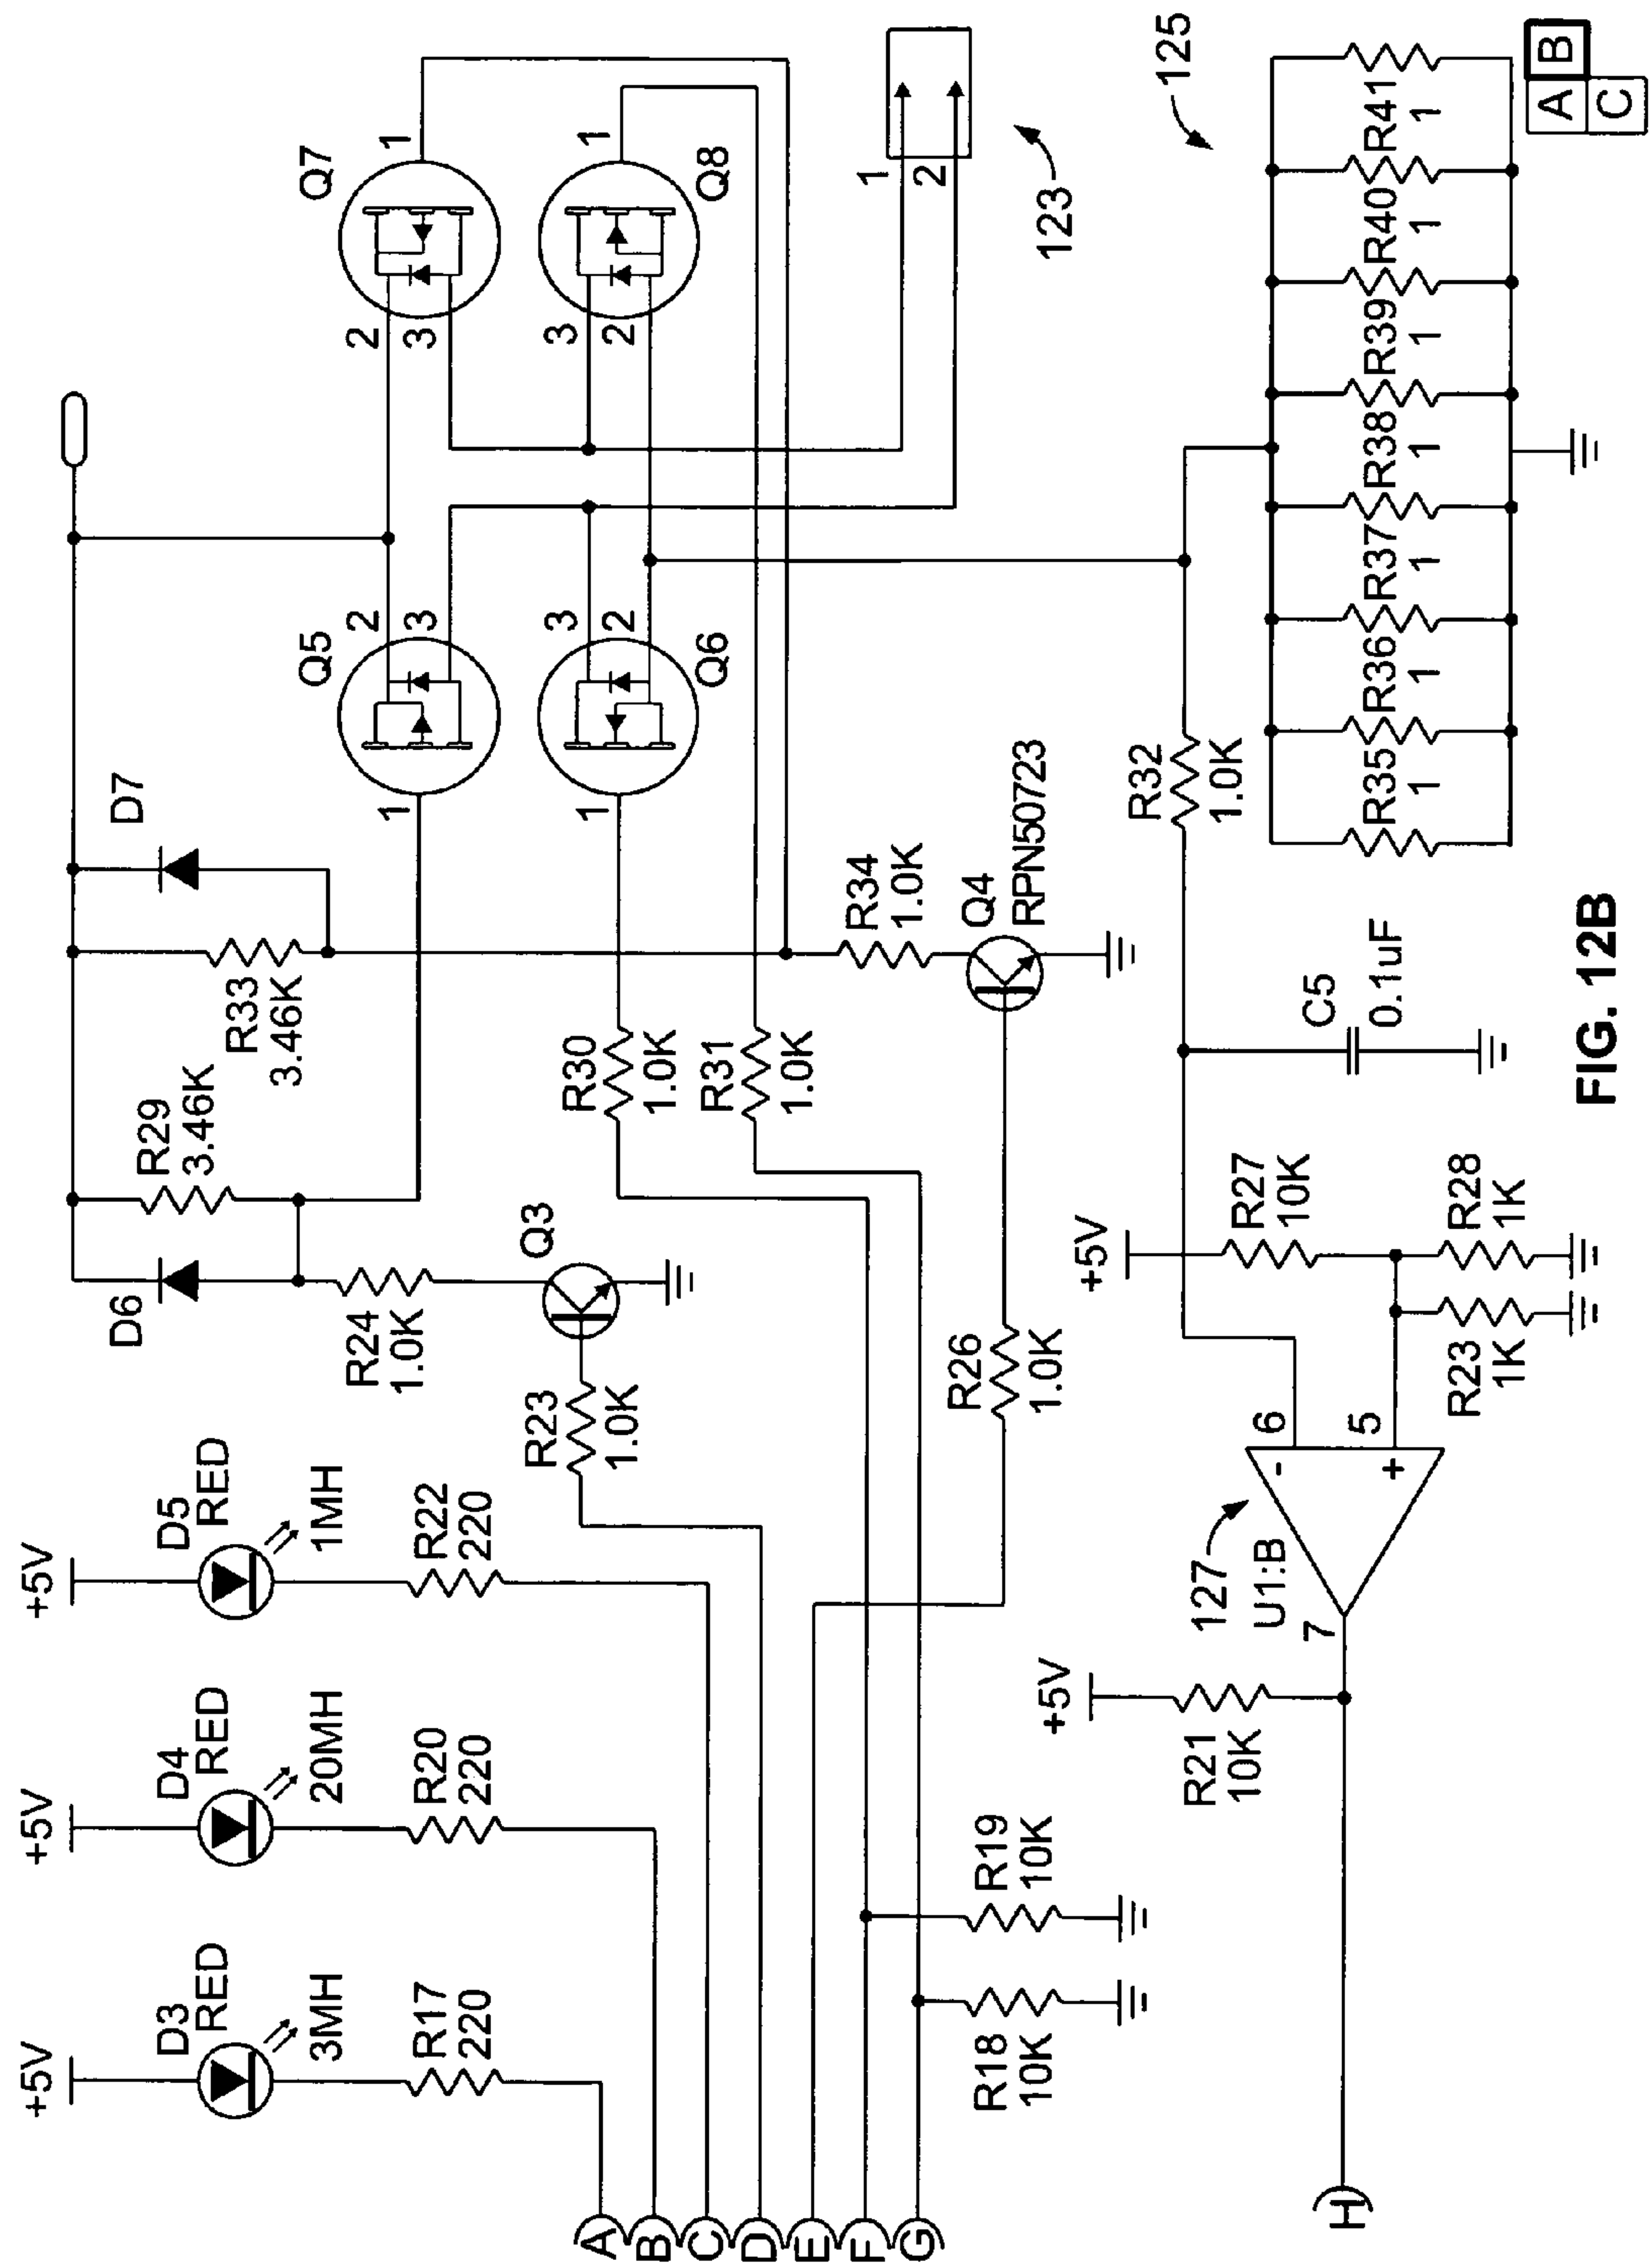 +5V
+5V
+5V
D3
RED
3MH
R17
220
D4
RED
20MH
R20
220
D5
RED
1MH
R22
220
D6
R29
3.46K
R33
3.46K
D7
R24
1.0K
Q3
R23
1.0K
Q5
1
2
3
Q7
1
2
3
Q6
1
3
2
Q8
1
3
2
R30
1.0K
R31
1.0K
R34
1.0K
Q4
RPN50723
R26
1.0K
1
2
123
A
B
C
D
E
F
G
R18
10K
R19
10K
+5V
R21
10K
127
U1:B
7
6
-
5
+
+5V
R27
10K
R23
1K
R28
1K
C5
0.1uF
R32
1.0K
125
R35
1
R36
1
R37
1
R38
1
R39
1
R40
1
R41
1
H
A B
C
FIG. 12B